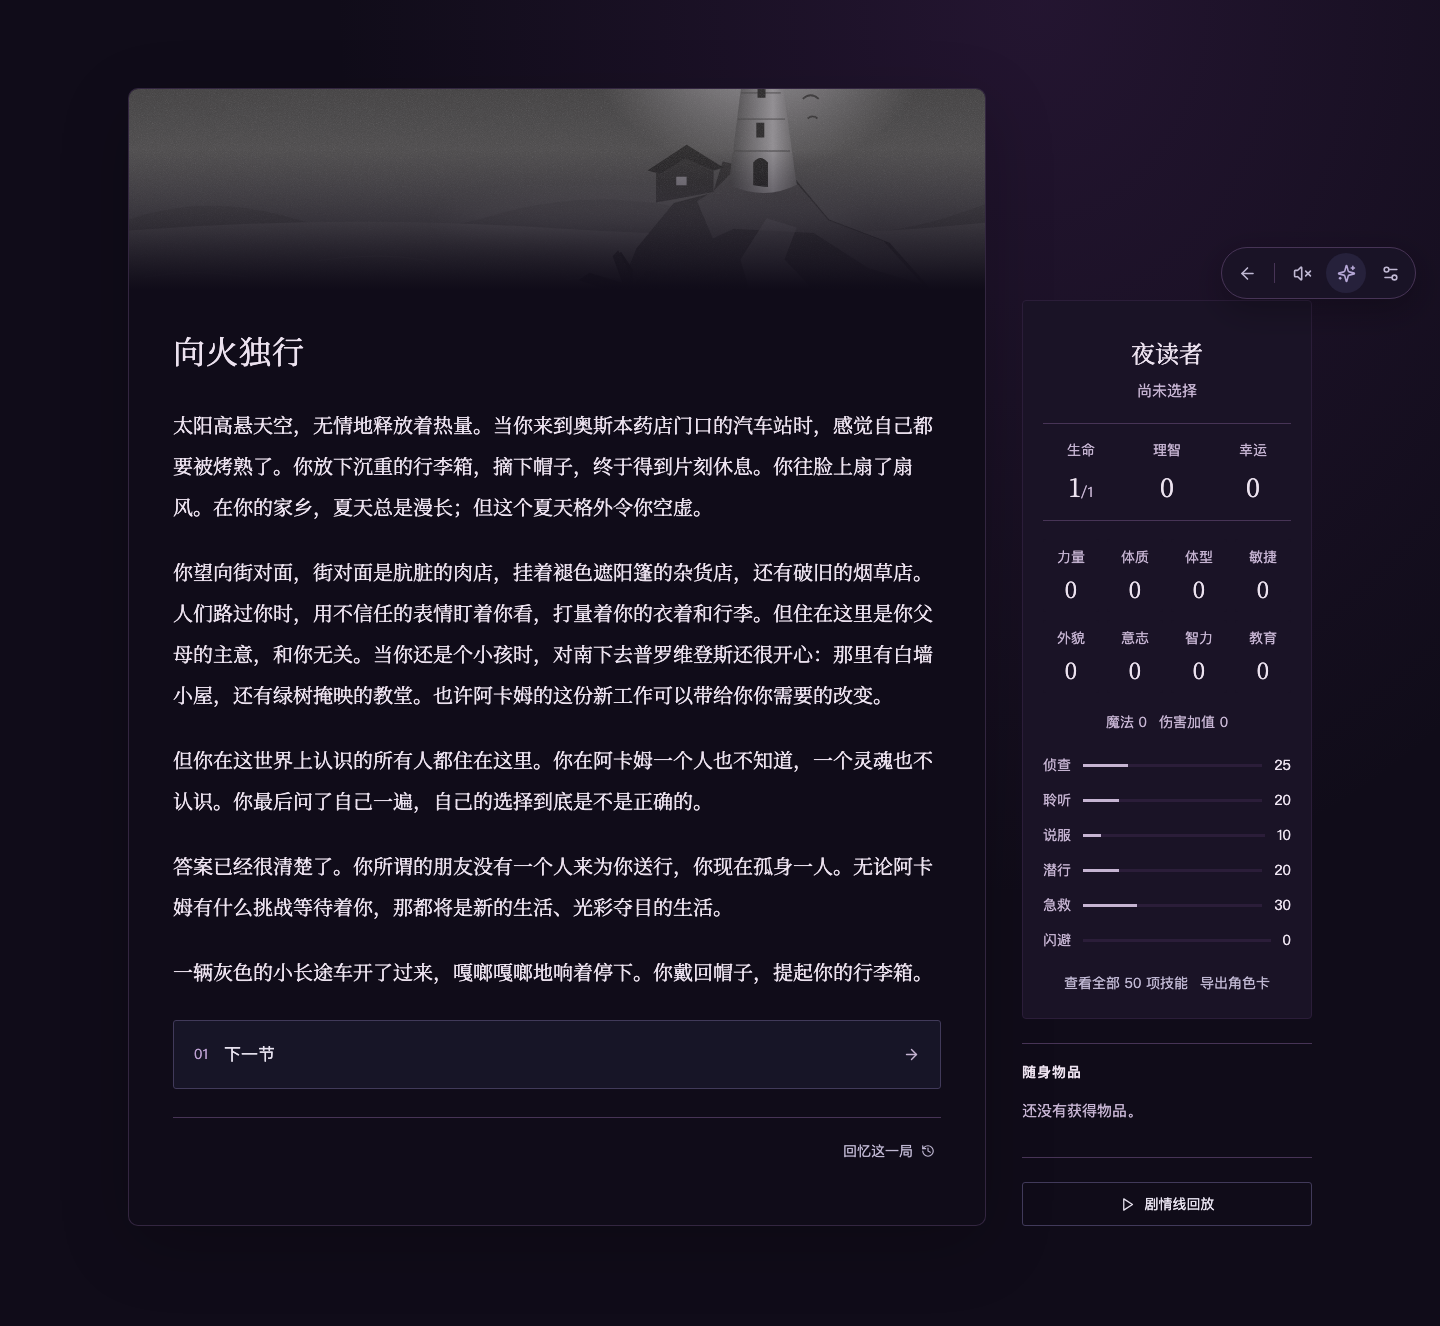 向火独行
太阳高悬天空，无情地释放着热量。当你来到奥斯本药店门口的汽车站时，感觉自己都
要被烤熟了。你放下沉重的行李箱，摘下帽子，终于得到片刻休息。你往脸上扇了扇
风。在你的家乡，夏天总是漫长；但这个夏天格外令你空虚。
你望向街对面，街对面是肮脏的肉店，挂着褪色遮阳篷的杂货店，还有破旧的烟草店。
人们路过你时，用不信任的表情盯着你看，打量着你的衣着和行李。但住在这里是你父
母的主意，和你无关。当你还是个小孩时，对南下去普罗维登斯还很开心：那里有白墙
小屋，还有绿树掩映的教堂。也许阿卡姆的这份新工作可以带给你你需要的改变。
但你在这世界上认识的所有人都住在这里。你在阿卡姆一个人也不知道，一个灵魂也不
认识。你最后问了自己一遍，自己的选择到底是不是正确的。
答案已经很清楚了。你所谓的朋友没有一个人来为你送行，你现在孤身一人。无论阿卡
姆有什么挑战等待着你，那都将是新的生活、光彩夺目的生活。
一辆灰色的小长途车开了过来，嘎啷嘎啷地响着停下。你戴回帽子，提起你的行李箱。
01 下一节
回忆这一局
夜读者
尚未选择
生命 理智 幸运
1/1 0 0
力量 体质 体型 敏捷
0 0 0 0
外貌 意志 智力 教育
0 0 0 0
魔法 0 伤害加值 0
侦查 25
聆听 20
说服 10
潜行 20
急救 30
闪避 0
查看全部 50 项技能 导出角色卡
随身物品
还没有获得物品。
剧情线回放